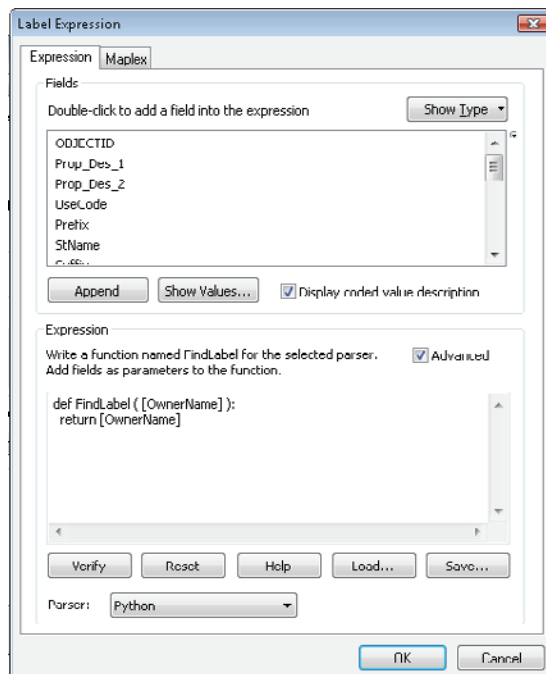 Label Expression
Expression Maplex
Fields
Double-click to add a field into the expression
Show Type
OBJECTID
Prop_Des_1
Prop_Des_2
UseCode
Prefix
StName
Suffix
Append Show Values... Display coded value description
Expression
Write a function named FindLabel for the selected parser.
Add fields as parameters to the function.
Advanced
def FindLabel ( [OwnerName] ):
return [OwnerName]
Verify Reset Help Load... Save...
Parser: Python
OK Cancel